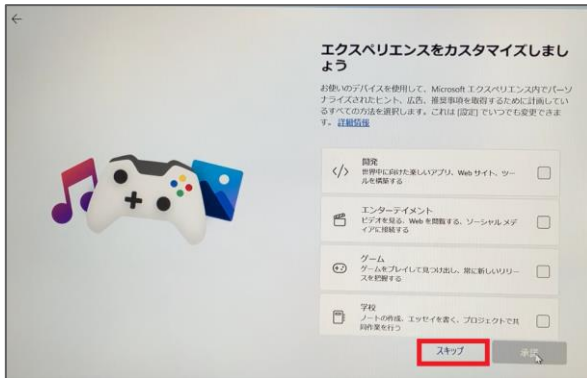 エクスペリエンスをカスタマイズしまし
ょう
お使いのデバイスを使用して、Microsoft エクスペリエンス内でパーソ
ナライズされたヒント、広告、推奨事項を取得するために計画してい
るすべての方法を選択します。これは [設定] でいつでも変更できま
す。 詳細情報
開発
世界中に向けた楽しいアプリ、Web サイト、ツー
ルを構築する
エンターテイメント
ビデオを見る、Web を閲覧する、ソーシャル メデ
ィアに接続する
ゲーム
ゲームをプレイして見つけ出し、常に新しいリリー
スを把握する
学校
ノートの作成、エッセイを書く、プロジェクトで共
同作業を行う
スキップ
承諾